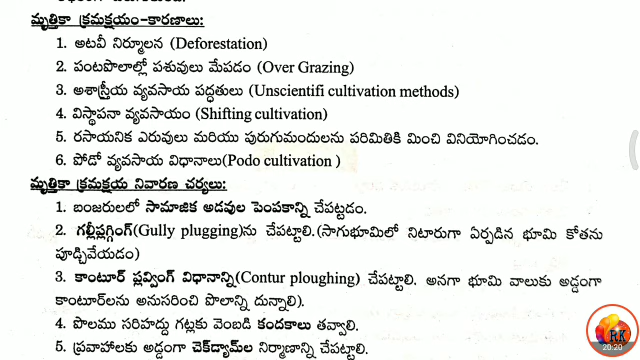 మృత్తికా క్రమక్షయం-కారణాలు:
1. అటవీ నిర్మూలన (Deforestation)
2. పంటపొలాల్లో పశువులు మేపడం (Over Grazing)
3. అశాస్త్రీయ వ్యవసాయ పద్ధతులు (Unscientifi cultivation methods)
4. విస్థాపనా వ్యవసాయం (Shifting cultivation)
5. రసాయనిక ఎరువులు మరియు పురుగుమందులను పరిమితికి మించి వినియోగించడం.
6. పోడో వ్యవసాయ విధానాలు(Podo cultivation )
మృత్తికా క్రమక్షయ నివారణ చర్యలు:
1. బంజరులలో సామాజిక అడవుల పెంపకాన్ని చేపట్టడం.
2. గల్లీప్లగ్గింగ్(Gully plugging)ను చేపట్టాలి.(సాగుభూమిలో నిటారుగా ఏర్పడిన భూమి కోతను
పూడ్చివేయడం)
3. కాంటూర్ ప్లవ్వింగ్ విధానాన్ని(Contur ploughing) చేపట్టాలి. అనగా భూమి వాలుకు అడ్డంగా
కాంటూర్‌లను అనుసరించి పొలాన్ని దున్నాలి).
4. పొలము సరిహద్దు గట్లకు వెంబడి కందకాలు తవ్వాలి.
5. ప్రవాహాలకు అడ్డంగా చెక్‌డ్యామ్‌ల నిర్మాణాన్ని చేపట్టాలి.
RK
20:20